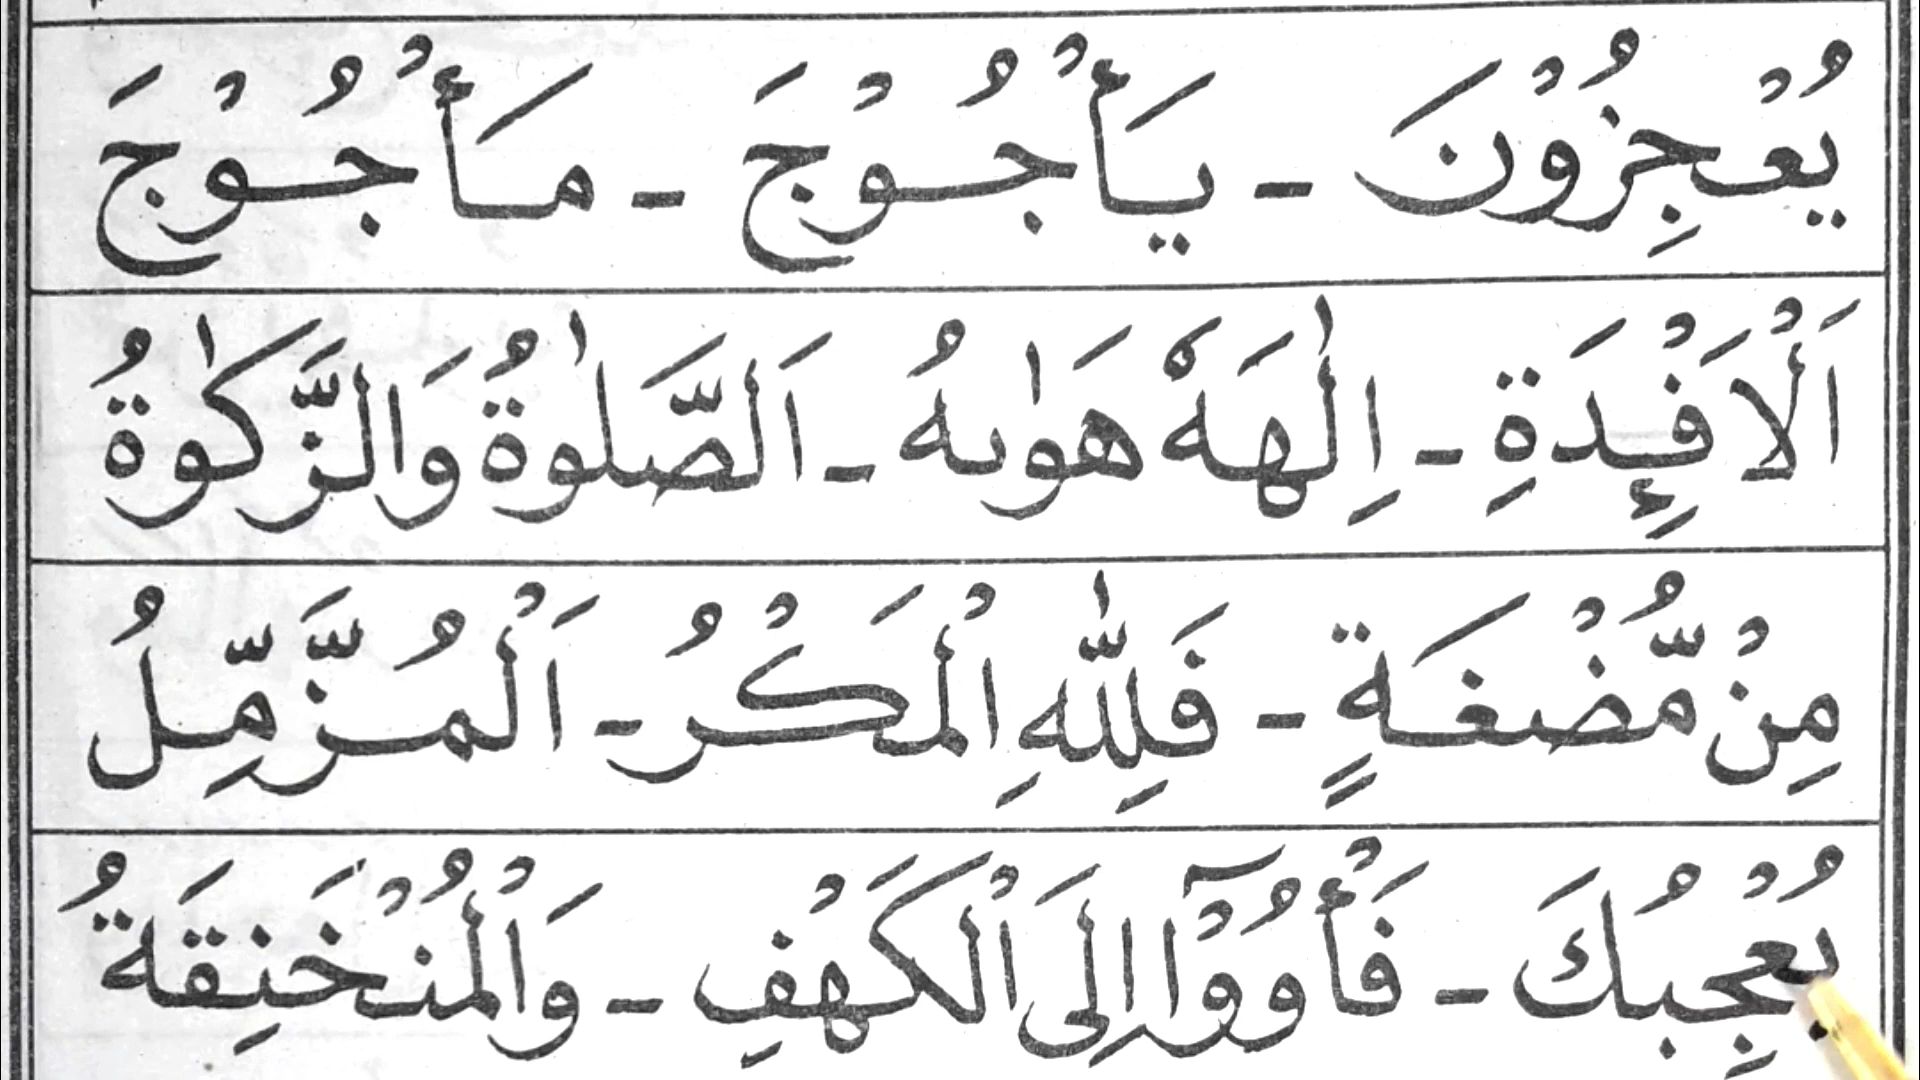 يُعْجِزُوْنَ - يَأْجُوْجَ - مَأْجُوْجَ
اَلْاَفْـِٕدَةِ - اِلٰهَهٗ هَوٰىهُ - اَلصَّلٰوةُ وَالزَّكٰوةُ
مِنْ مُّضْغَةٍ - فَلِلّٰهِ الْمَكْرُ - اَلْمُزَّمِّلُ
يُعْجِبُكَ - فَأْوُوْٓا اِلَى الْكَهْفِ - وَالْمُنْخَنِقَةُ